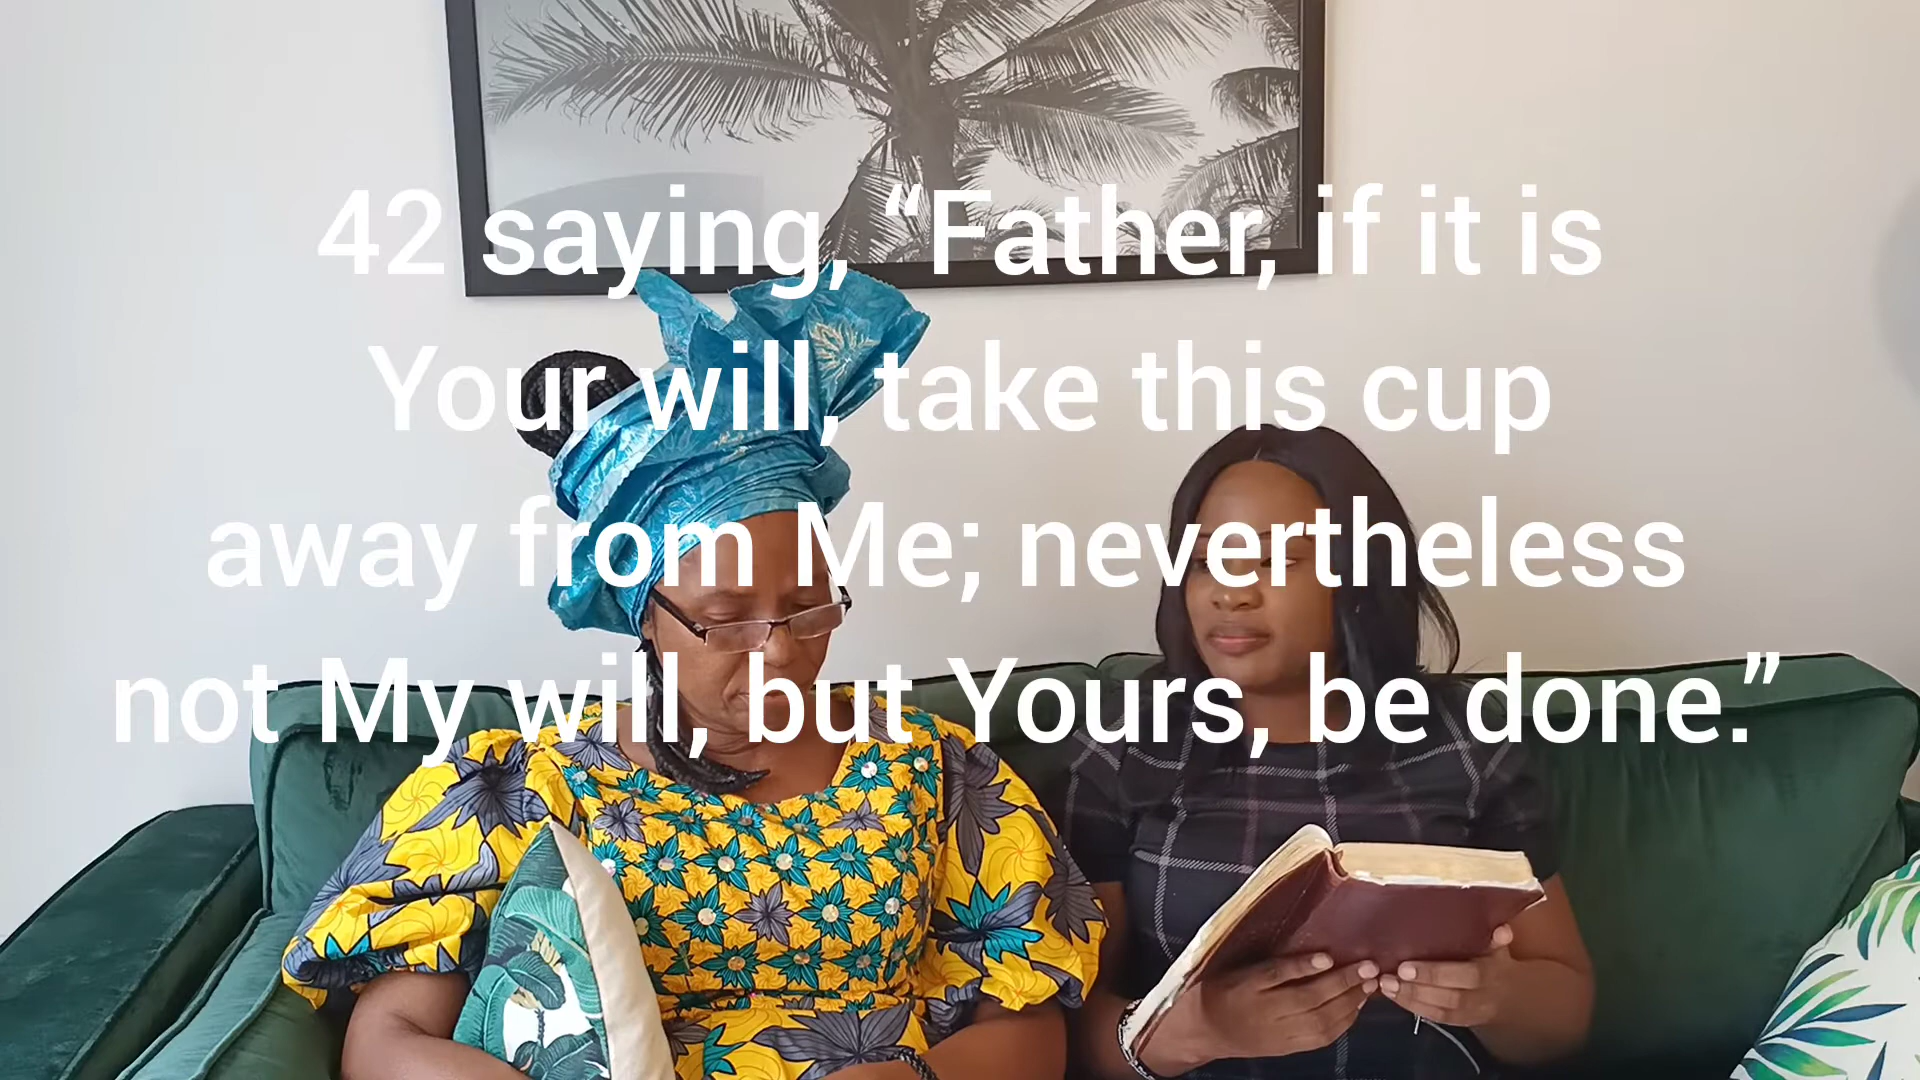 42 saying, “Father, if it is
Your will, take this cup
away from Me; nevertheless
not My will, but Yours, be done.”